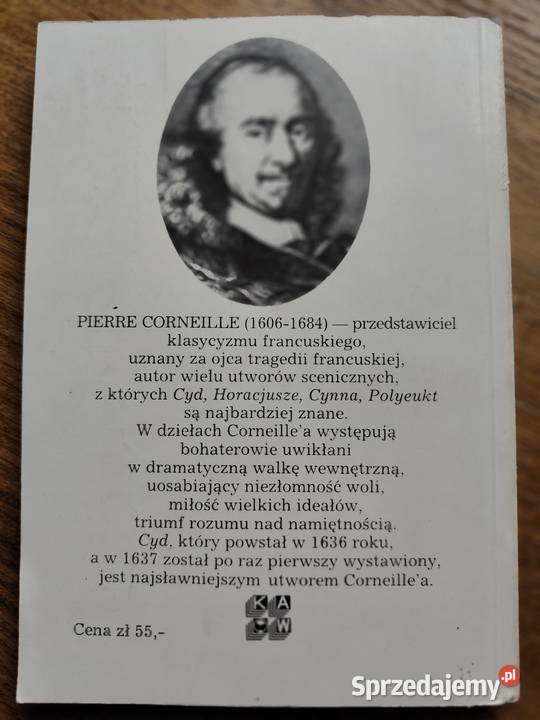 PIERRE CORNEILLE (1606-1684) — przedstawiciel
klasycyzmu francuskiego,
uznany za ojca tragedii francuskiej,
autor wielu utworów scenicznych,
z których Cyd, Horacjusze, Cynna, Polyeukt
są najbardziej znane.
W dziełach Corneille'a występują
bohaterowie uwikłani
w dramatyczną walkę wewnętrzną,
uosabiający niezłomność woli,
miłość wielkich ideałów,
triumf rozumu nad namiętnością.
Cyd, który powstał w 1636 roku,
a w 1637 został po raz pierwszy wystawiony,
jest najsławniejszym utworem Corneille'a.
K A
W
Cena zł 55,-
Sprzedajemy.pl